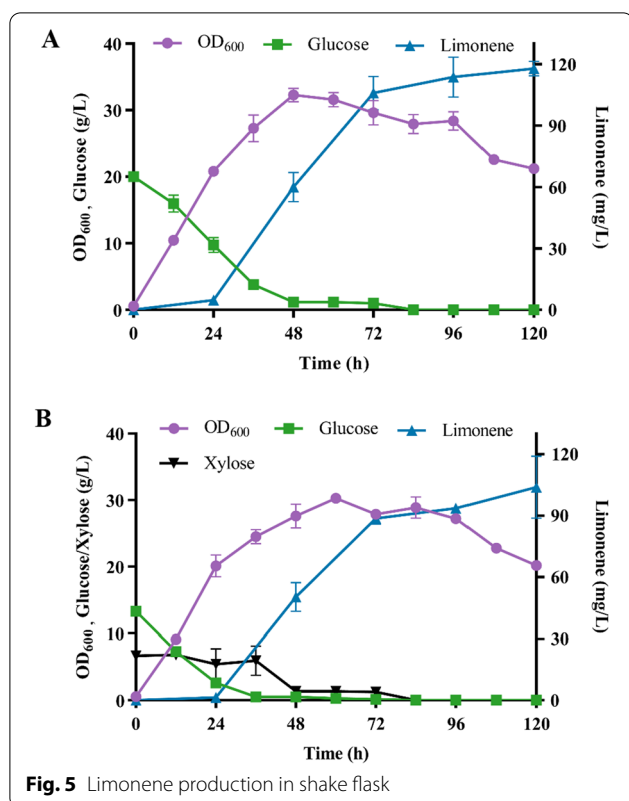 A
OD600 Glucose Limonene
OD600 , Glucose (g/L)
40
30
20
10
0
120
90
60
30
0
Limonene (mg/L)
0 24 48 72 96 120
Time (h)
B
OD600 Glucose Limonene
Xylose
OD600 , Glucose/Xylose (g/L)
40
30
20
10
0
120
90
60
30
0
Limonene (mg/L)
0 24 48 72 96 120
Time (h)
Fig. 5 Limonene production in shake flask